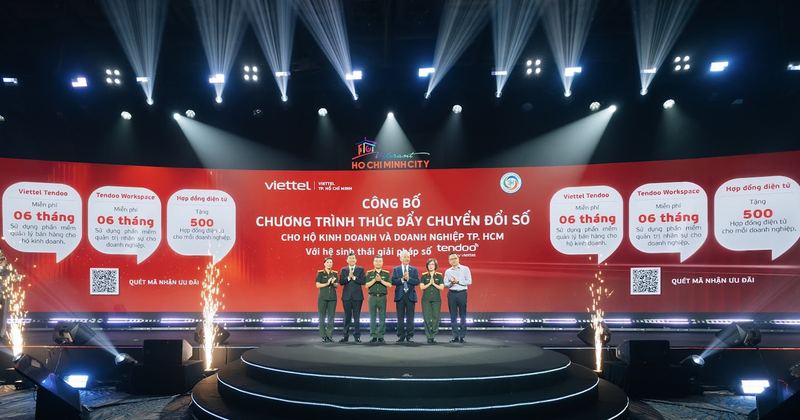 Vibrant
HO CHI MINH CITY
viettel
VIETTEL
TP. HỒ CHÍ MINH
CÔNG BỐ
CHƯƠNG TRÌNH THÚC ĐẨY CHUYỂN ĐỔI SỐ
CHO HỘ KINH DOANH VÀ DOANH NGHIỆP TP. HCM
Với hệ sinh thái giải pháp số tendoo
viettel
Viettel Tendoo
Miễn phí
06 tháng
Sử dụng phần mềm
quản lý bán hàng cho
hộ kinh doanh.
Tendoo Workspace
Miễn phí
06 tháng
Sử dụng phần mềm
quản trị nhân sự cho
doanh nghiệp.
Hợp đồng điện tử
Tặng
500
Hợp đồng điện tử
cho mỗi doanh nghiệp.
QUÉT MÃ NHẬN ƯU ĐÃI
Viettel Tendoo
Miễn phí
06 tháng
Sử dụng phần mềm
quản lý bán hàng cho
hộ kinh doanh.
Tendoo Workspace
Miễn phí
06 tháng
Sử dụng phần mềm
quản trị nhân sự cho
doanh nghiệp.
Hợp đồng điện tử
Tặng
500
Hợp đồng điện tử
cho mỗi doanh nghiệp.
QUÉT MÃ NHẬN ƯU ĐÃI